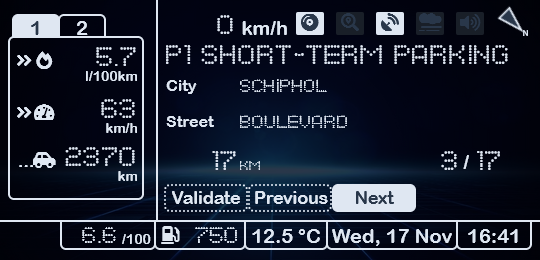 0 km/h
1 2
N
P1 SHORT-TERM PARKING
5.7
l/100km
City SCHIPHOL
63
km/h
Street BOULEVARD
...2370
km
17 KM 3 / 17
Validate Previous Next
6.6 /100 750 12.5 °C Wed, 17 Nov 16:41